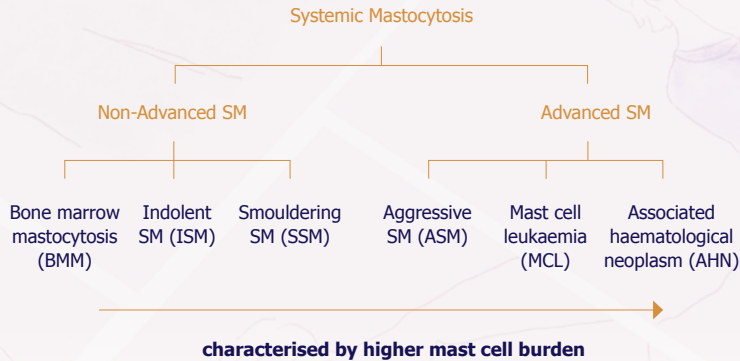 Systemic Mastocytosis
Non-Advanced SM
Advanced SM
Bone marrow
mastocytosis
(BMM)
Indolent
SM (ISM)
Smouldering
SM (SSM)
Aggressive
SM (ASM)
Mast cell
leukaemia
(MCL)
Associated
haematological
neoplasm (AHN)
characterised by higher mast cell burden